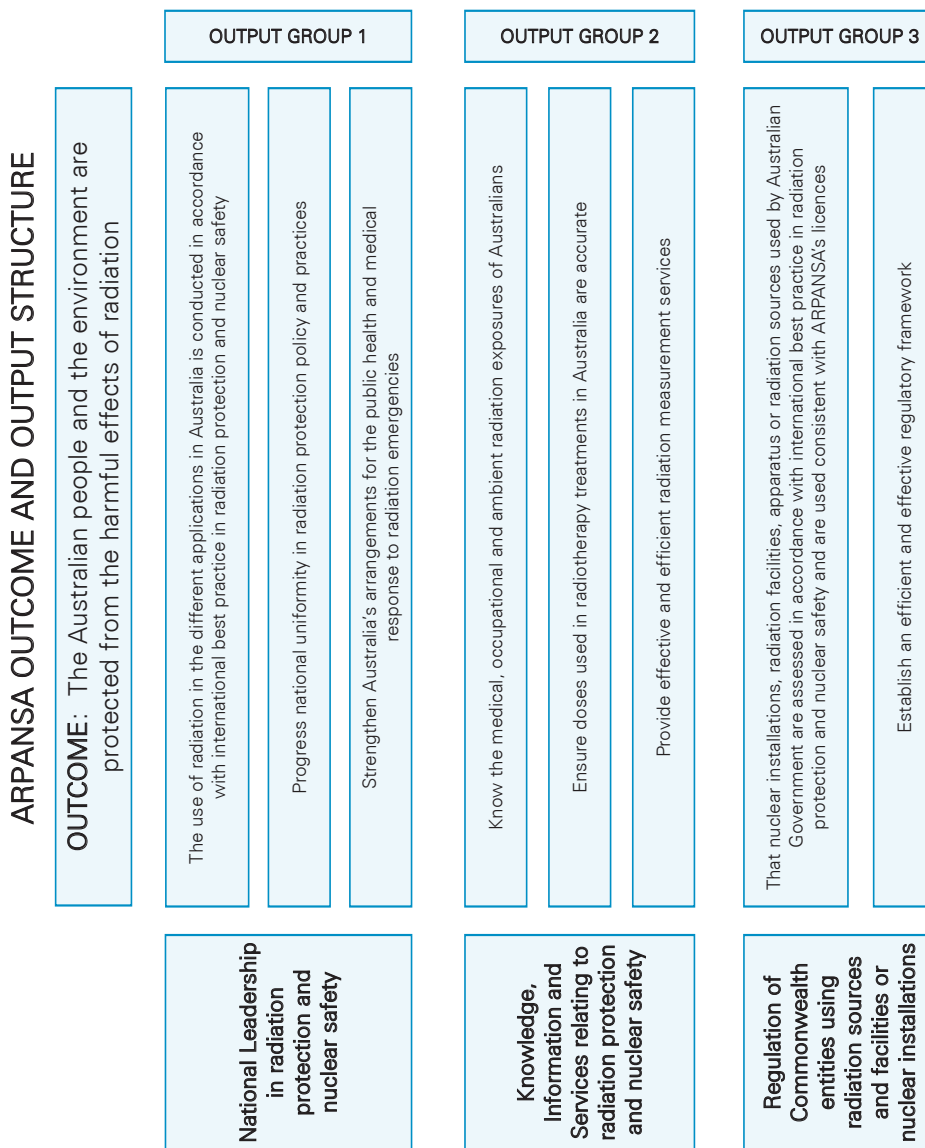 ARPANSA OUTCOME AND OUTPUT STRUCTURE
OUTCOME: The Australian people and the environment are
protected from the harmful effects of radiation
National Leadership
in radiation
protection and
nuclear safety
The use of radiation in the different applications in Australia is conducted in accordance
with international best practice in radiation protection and nuclear safety
Progress national uniformity in radiation protection policy and practices
Strengthen Australia's arrangements for the public health and medical
response to radiation emergencies
OUTPUT GROUP 1
Knowledge,
Information and
Services relating to
radiation protection
and nuclear safety
Know the medical, occupational and ambient radiation exposures of Australians
Ensure doses used in radiotherapy treatments in Australia are accurate
Provide effective and efficient radiation measurement services
OUTPUT GROUP 2
Regulation of
Commonwealth
entities using
radiation sources
and facilities or
nuclear installations
That nuclear installations, radiation facilities, apparatus or radiation sources used by Australian
Government are assessed in accordance with international best practice in radiation
protection and nuclear safety and are used consistent with ARPANSA's licences
Establish an efficient and effective regulatory framework
OUTPUT GROUP 3